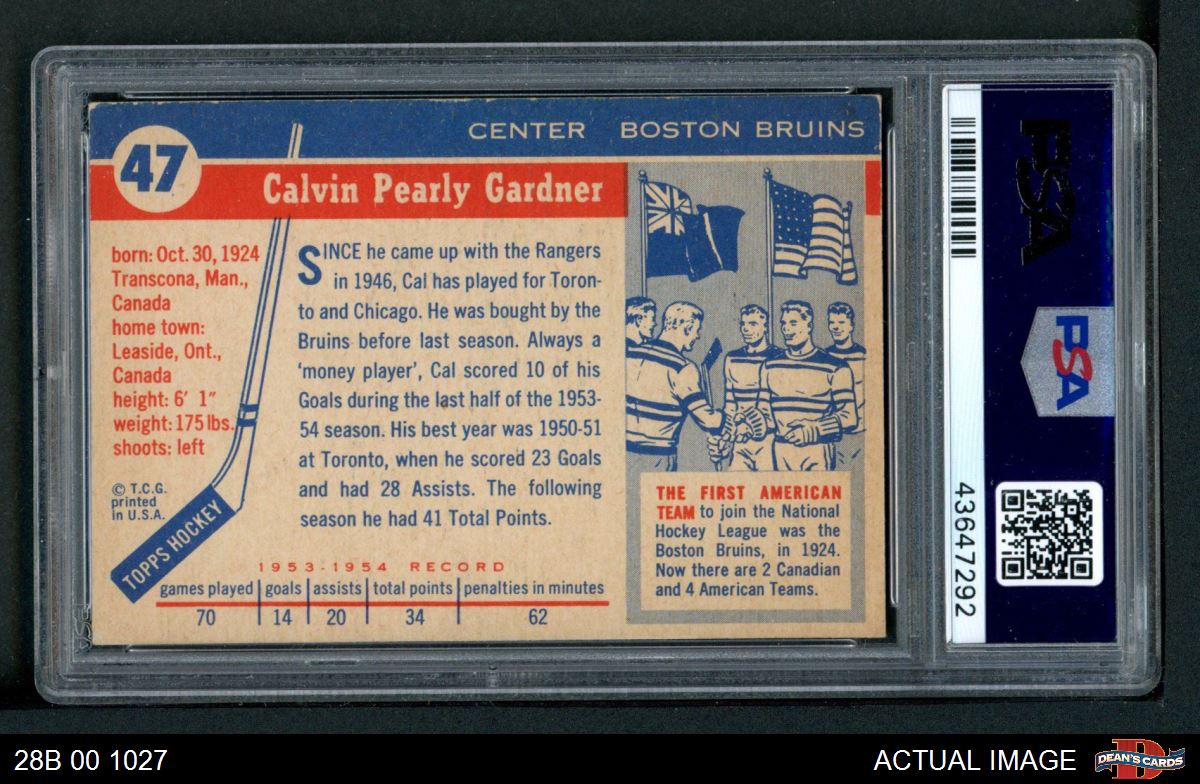 47
CENTER BOSTON BRUINS
Calvin Pearly Gardner
born: Oct. 30, 1924
Transcona, Man.,
Canada
home town:
Leaside, Ont.,
Canada
height: 6' 1"
weight: 175 lbs.
shoots: left
© T.C.G.
printed
in U.S.A.
TOPPS HOCKEY
SINCE he came up with the Rangers
in 1946, Cal has played for Toron-
to and Chicago. He was bought by the
Bruins before last season. Always a
'money player', Cal scored 10 of his
Goals during the last half of the 1953-
54 season. His best year was 1950-51
at Toronto, when he scored 23 Goals
and had 28 Assists. The following
season he had 41 Total Points.
THE FIRST AMERICAN
TEAM to join the National
Hockey League was the
Boston Bruins, in 1924.
Now there are 2 Canadian
and 4 American Teams.
1953-1954 RECORD
games played goals assists total points penalties in minutes
70 14 20 34 62
PSA
PSA
43647292
28B 00 1027
ACTUAL IMAGE
D
DEAN'S CARDS